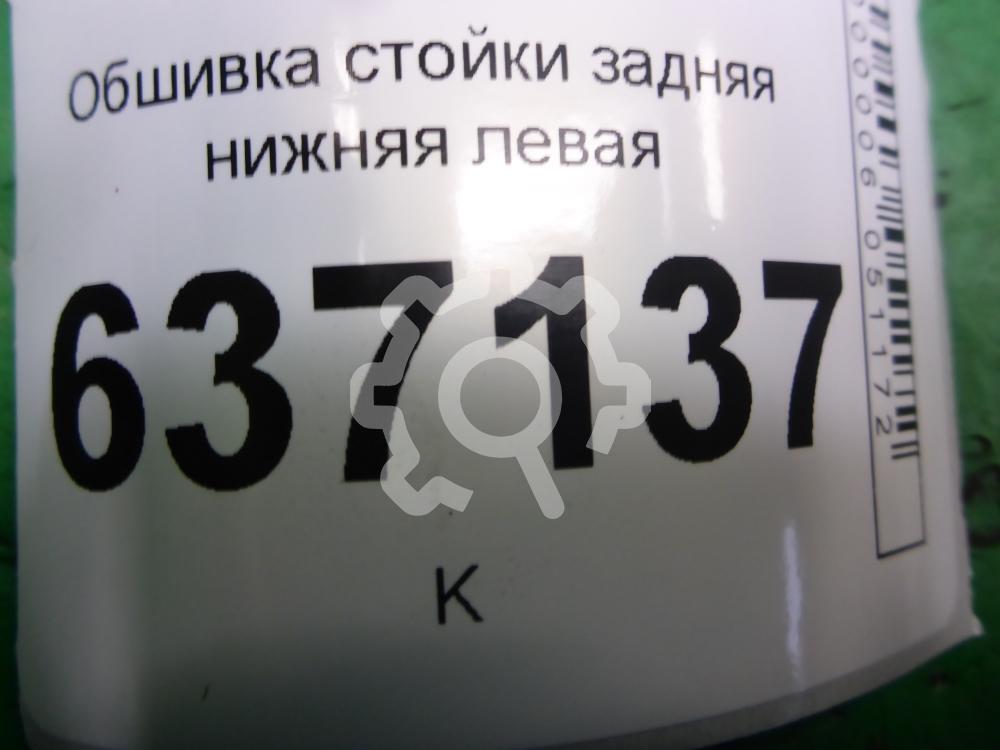 Обшивка стойки задняя
нижняя левая
637137
К